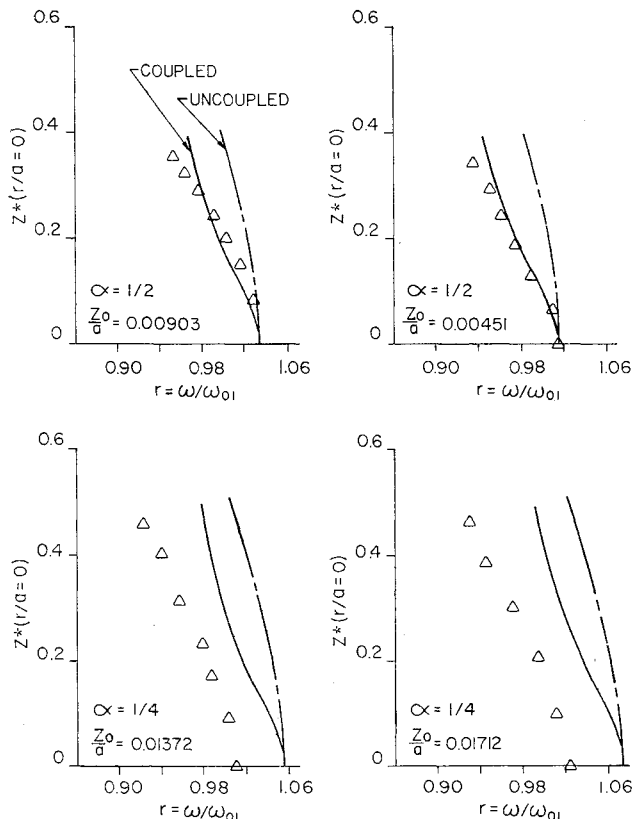 0.6
COUPLED
UNCOUPLED
0.4
Z*(r/a=0)
0.2
∝ = 1/2
Zo/a = 0.00903
0
0.90 0.98 1.06
r = ω/ω01
0.6
0.4
Z*(r/a=0)
0.2
∝ = 1/2
Zo/a = 0.00451
0
0.90 0.98 1.06
r = ω/ω01
0.6
0.4
Z*(r/a=0)
0.2
∝ = 1/4
Zo/a = 0.01372
0
0.90 0.98 1.06
r = ω/ω01
0.6
0.4
Z*(r/a=0)
0.2
∝ = 1/4
Zo/a = 0.01712
0
0.90 0.98 1.06
r = ω/ω01